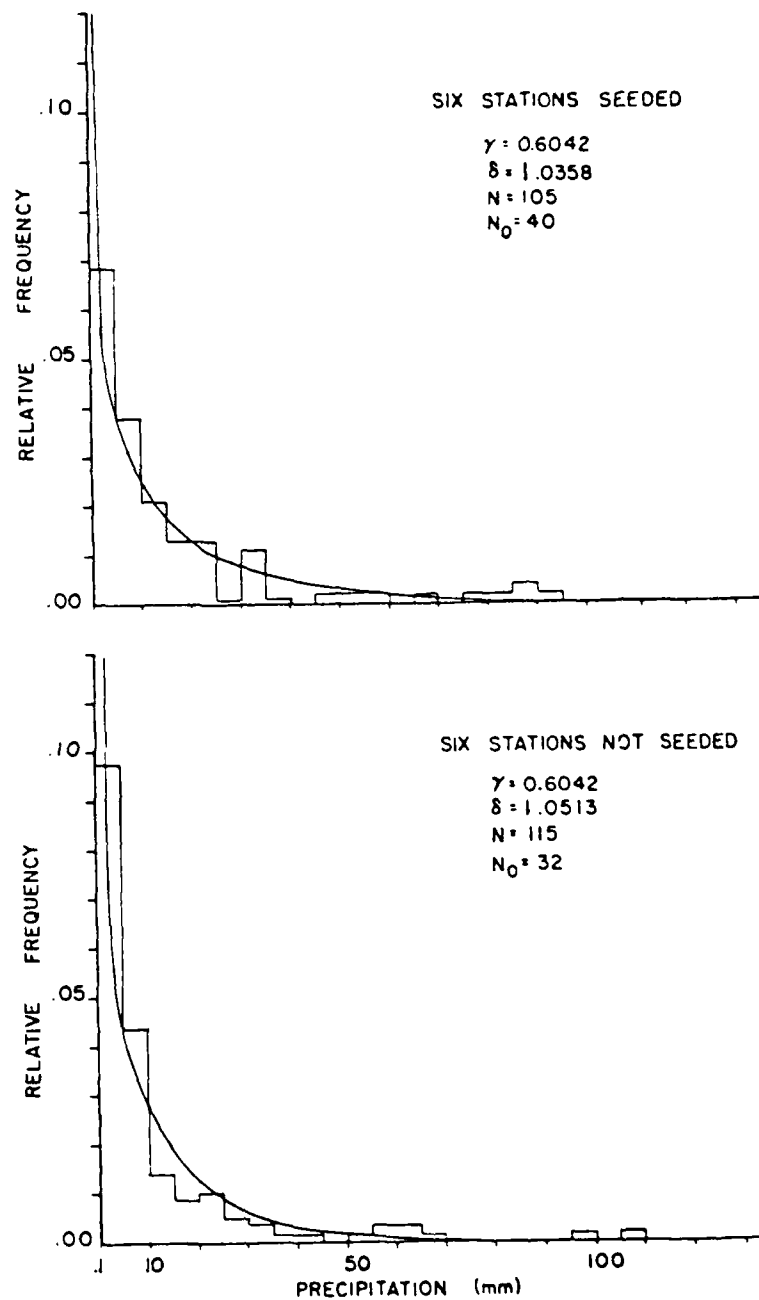 SIX STATIONS SEEDED
γ = 0.6042
δ = 1.0358
N = 105
N₀ = 40
RELATIVE FREQUENCY
.10
.05
.00
SIX STATIONS NOT SEEDED
γ = 0.6042
δ = 1.0513
N = 115
N₀ = 32
RELATIVE FREQUENCY
.10
.05
.00
.1 10 50 100
PRECIPITATION (mm)